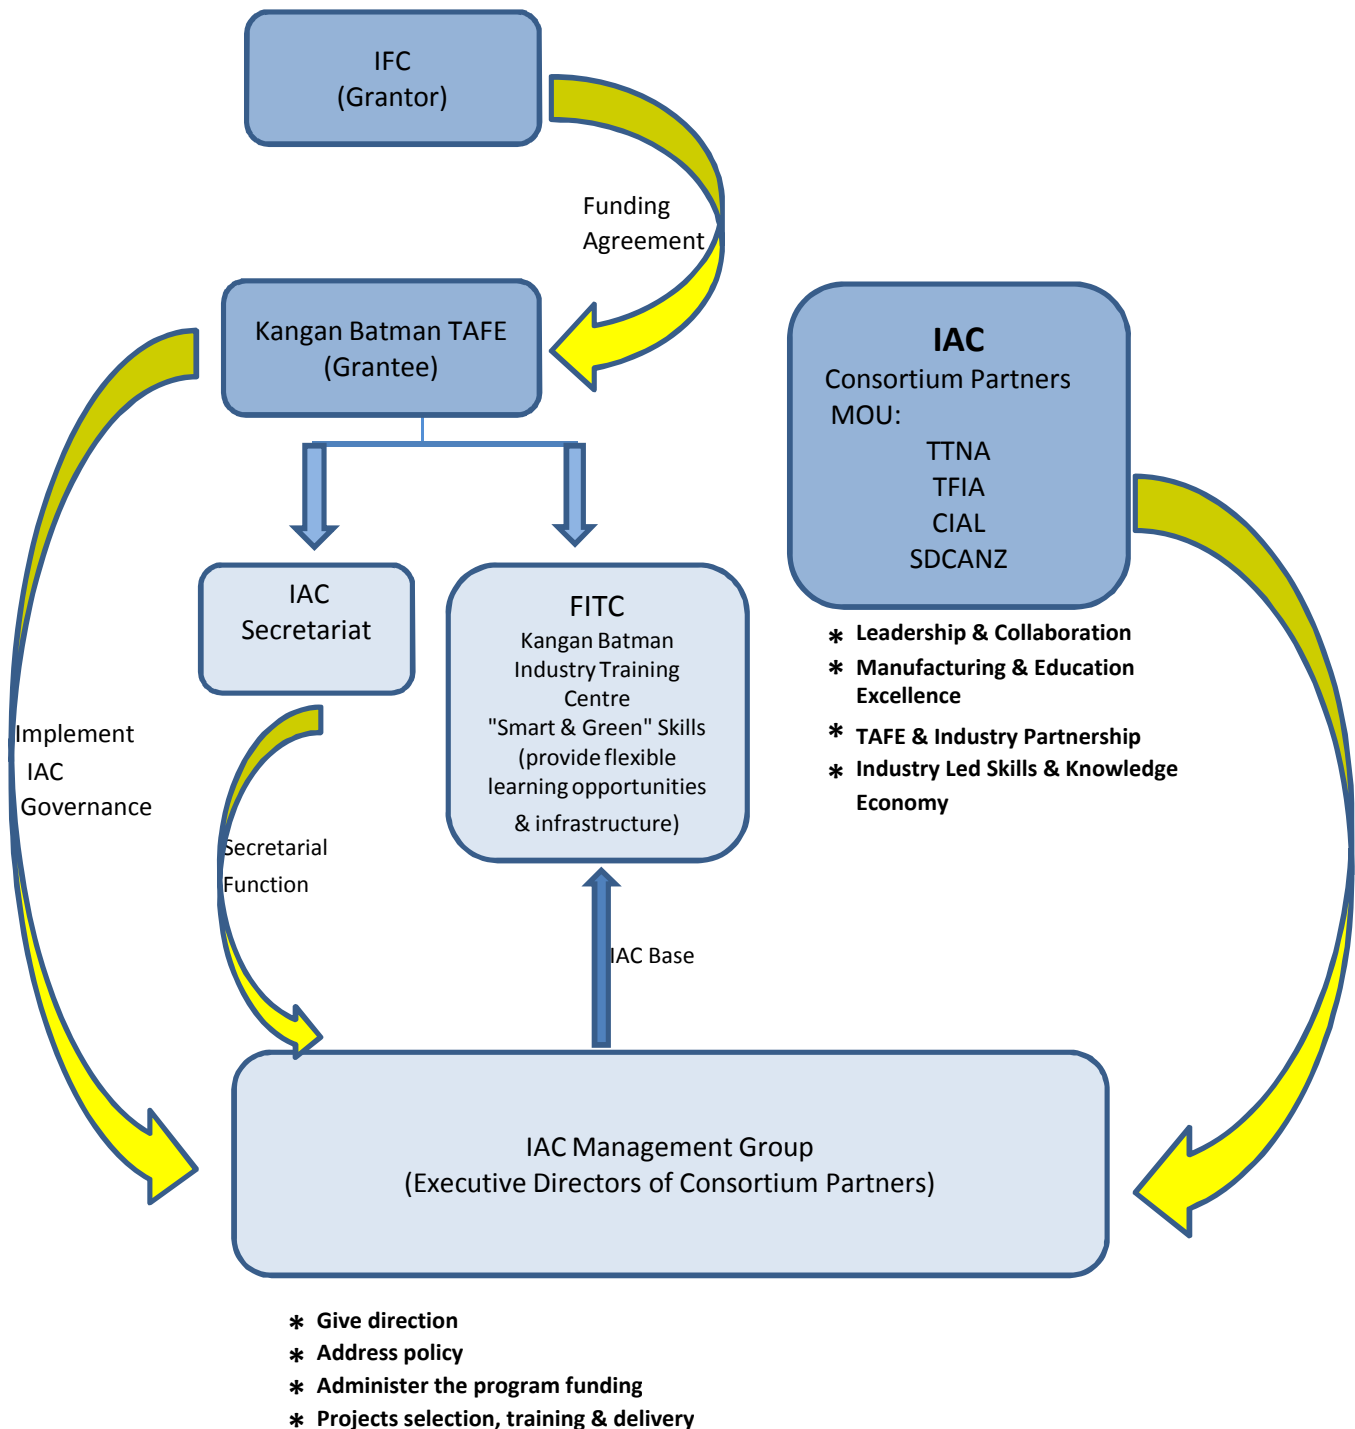 IFC
(Grantor)
Funding
Agreement
Kangan Batman TAFE
(Grantee)
IAC
Consortium Partners
MOU:
TTNA
TFIA
CIAL
SDCANZ
IAC
Secretariat
FITC
Kangan Batman
Industry Training
Centre
"Smart & Green" Skills
(provide flexible
learning opportunities
& infrastructure)
* Leadership & Collaboration
* Manufacturing & Education
Excellence
* TAFE & Industry Partnership
* Industry Led Skills & Knowledge
Economy
Implement
IAC
Governance
Secretarial
Function
IAC Base
IAC Management Group
(Executive Directors of Consortium Partners)
* Give direction
* Address policy
* Administer the program funding
* Projects selection, training & delivery